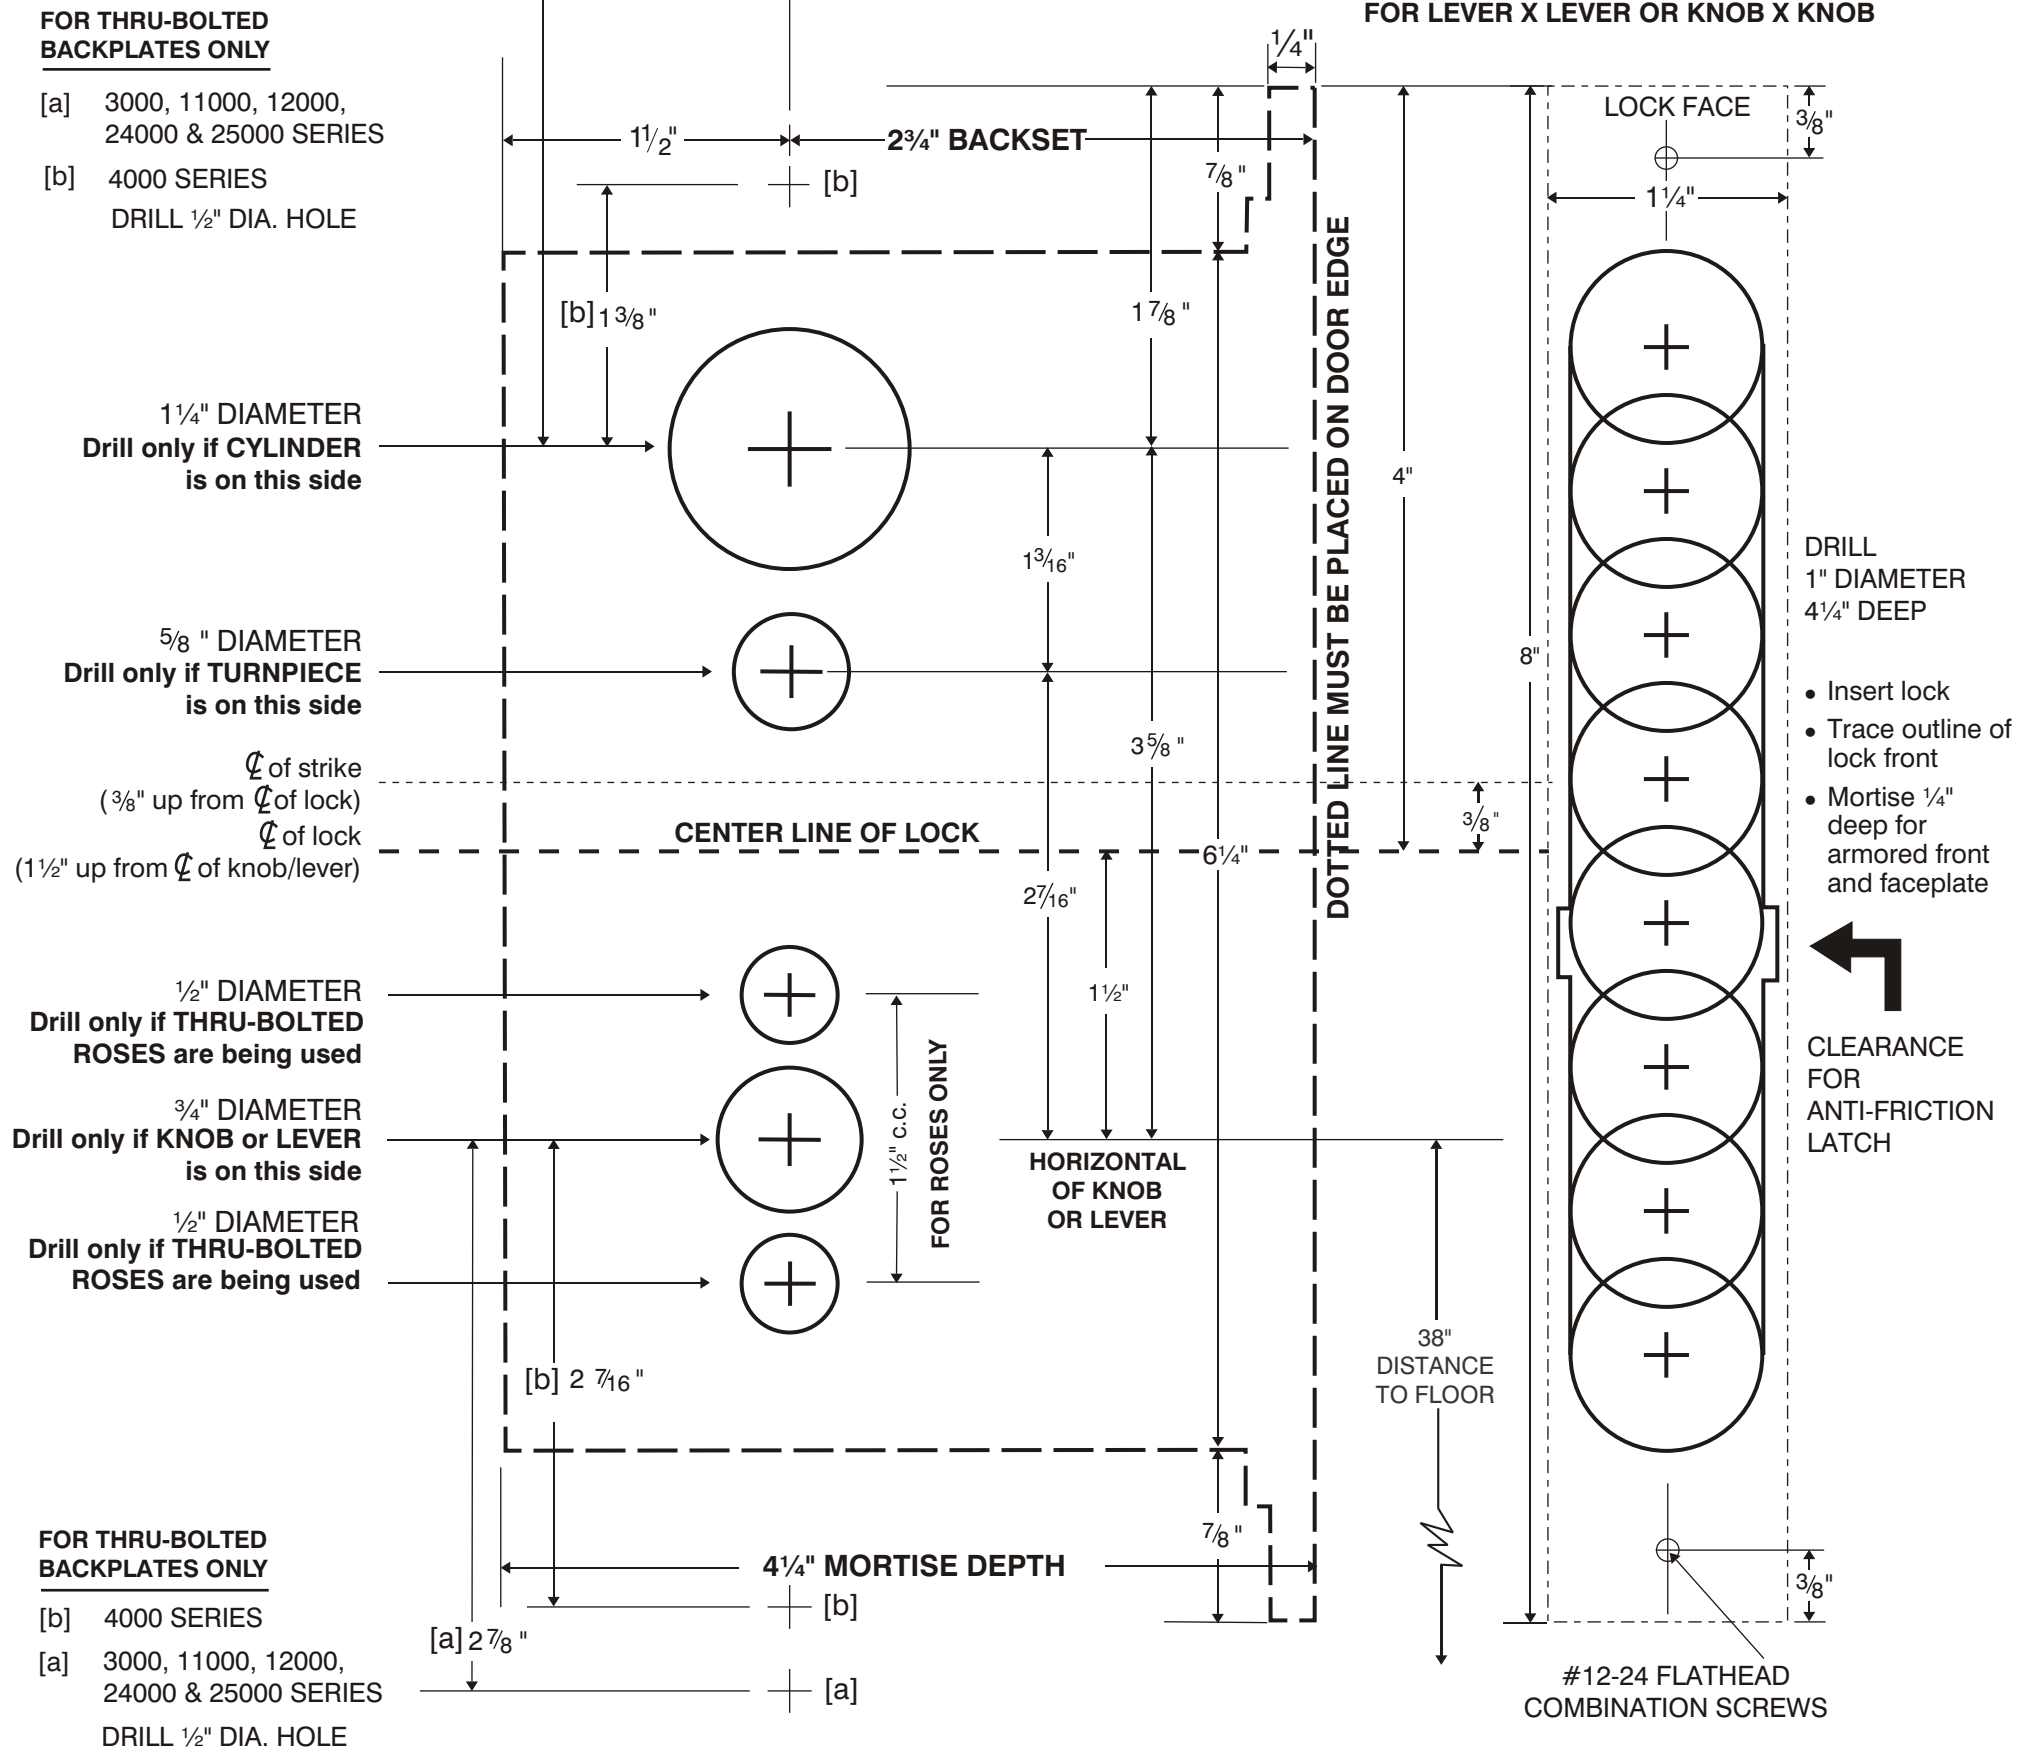 FOR THRU-BOLTED
BACKPLATES ONLY
[a] 3000, 11000, 12000,
24000 & 25000 SERIES
[b] 4000 SERIES
DRILL ½" DIA. HOLE
FOR LEVER X LEVER OR KNOB X KNOB
¼"
1½"
2¾" BACKSET
[b]
⅞"
LOCK FACE
⅜"
1¼"
[b] 1⅜"
1⅞"
DOTTED LINE MUST BE PLACED ON DOOR EDGE
1¼" DIAMETER
Drill only if CYLINDER
is on this side
4"
1 3/16"
DRILL
1" DIAMETER
4¼" DEEP
⅝" DIAMETER
Drill only if TURNPIECE
is on this side
8"
• Insert lock
• Trace outline of
lock front
• Mortise ¼"
deep for
armored front
and faceplate
3⅝"
℄ of strike
(⅜" up from ℄ of lock)
℄ of lock
(1½" up from ℄ of knob/lever)
CENTER LINE OF LOCK
⅜"
6¼"
2 7/16"
½" DIAMETER
Drill only if THRU-BOLTED
ROSES are being used
1½"
CLEARANCE
FOR
ANTI-FRICTION
LATCH
¾" DIAMETER
Drill only if KNOB or LEVER
is on this side
1½" c.c.
FOR ROSES ONLY
HORIZONTAL
OF KNOB
OR LEVER
½" DIAMETER
Drill only if THRU-BOLTED
ROSES are being used
38"
DISTANCE
TO FLOOR
[b] 2 7/16"
FOR THRU-BOLTED
BACKPLATES ONLY
[b] 4000 SERIES
[a] 3000, 11000, 12000,
24000 & 25000 SERIES
DRILL ½" DIA. HOLE
⅞"
4¼" MORTISE DEPTH
[b]
[a] 2⅞"
[a]
⅜"
#12-24 FLATHEAD
COMBINATION SCREWS